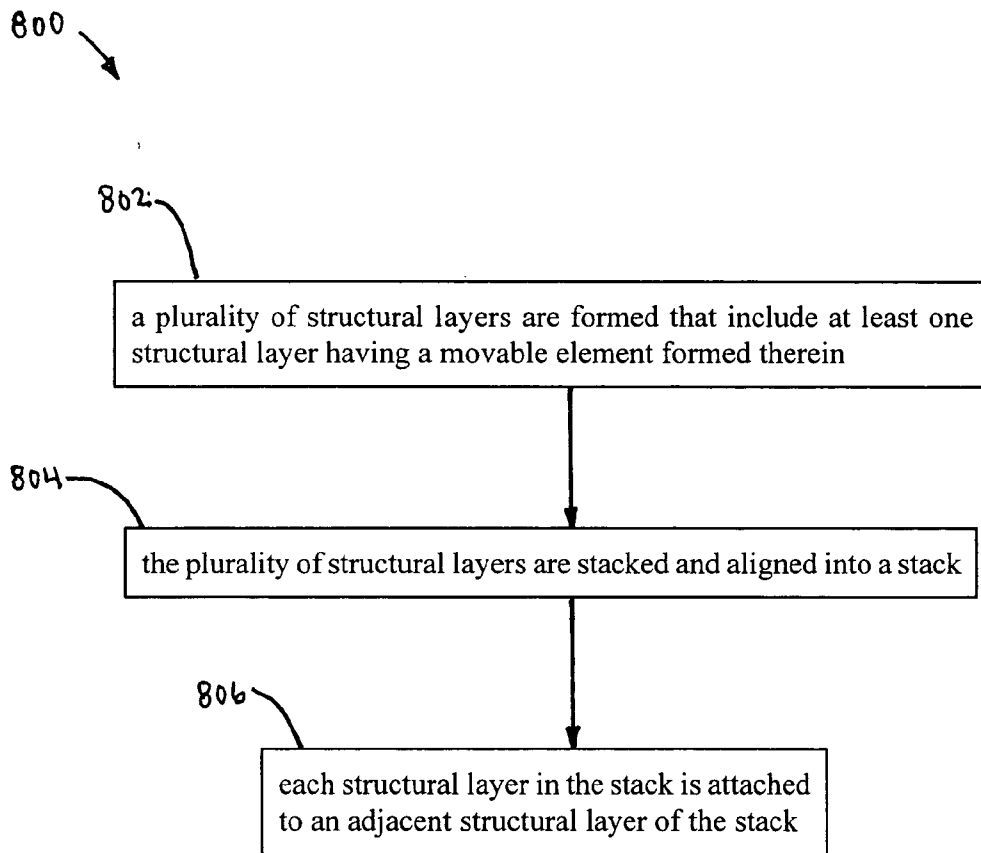 800
802
a plurality of structural layers are formed that include at least one
structural layer having a movable element formed therein
804
the plurality of structural layers are stacked and aligned into a stack
806
each structural layer in the stack is attached
to an adjacent structural layer of the stack